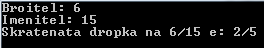 Broitel: 6
Imenitel: 15
Skratenata dropka na 6/15 e: 2/5